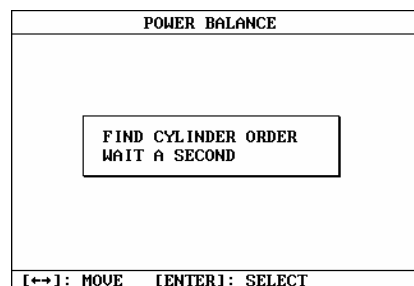 POWER BALANCE
FIND CYLINDER ORDER
WAIT A SECOND
[←→]: MOVE [ENTER]: SELECT